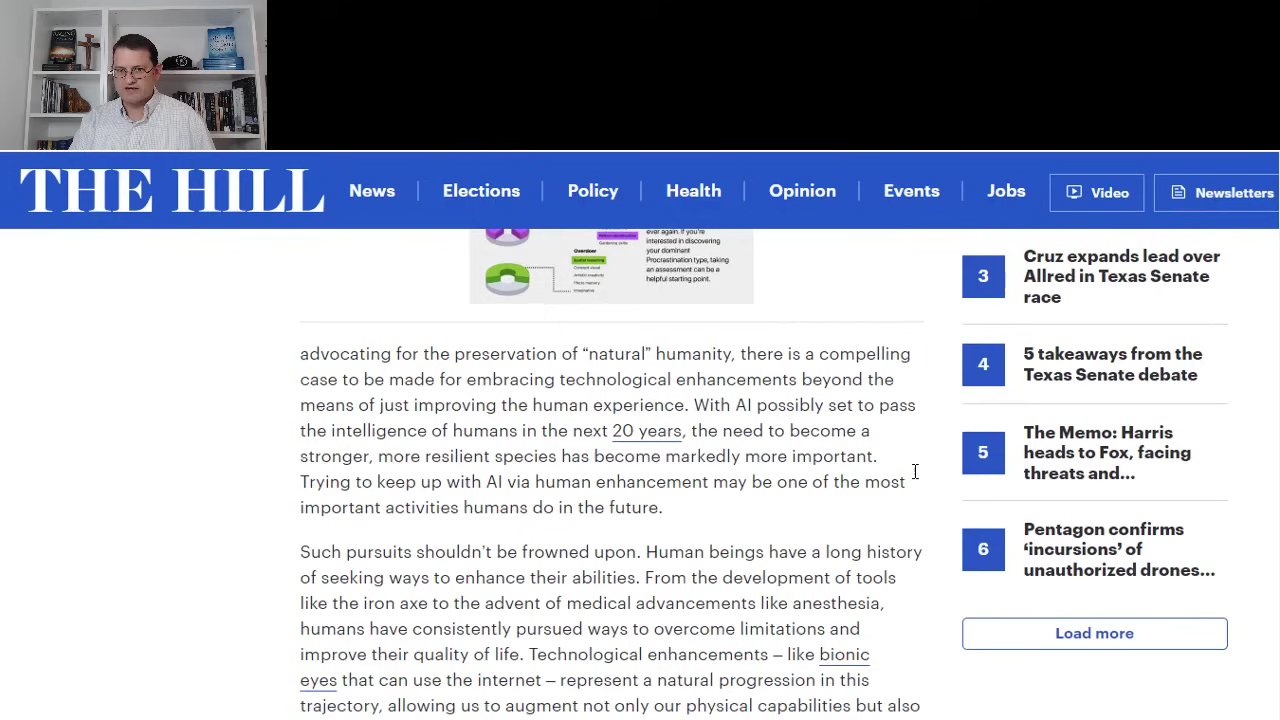 THE HILL
News
Elections
Policy
Health
Opinion
Events
Jobs
Video
Newsletters
ever again. If you're
interested in discovering
your dominant
Procrastination type, taking
an assessment can be a
helpful starting point.
Overdoer
advocating for the preservation of “natural” humanity, there is a compelling
case to be made for embracing technological enhancements beyond the
means of just improving the human experience. With AI possibly set to pass
the intelligence of humans in the next 20 years, the need to become a
stronger, more resilient species has become markedly more important.
Trying to keep up with AI via human enhancement may be one of the most
important activities humans do in the future.
Such pursuits shouldn’t be frowned upon. Human beings have a long history
of seeking ways to enhance their abilities. From the development of tools
like the iron axe to the advent of medical advancements like anesthesia,
humans have consistently pursued ways to overcome limitations and
improve their quality of life. Technological enhancements – like bionic
eyes that can use the internet – represent a natural progression in this
trajectory, allowing us to augment not only our physical capabilities but also
3
Cruz expands lead over
Allred in Texas Senate
race
4
5 takeaways from the
Texas Senate debate
5
The Memo: Harris
heads to Fox, facing
threats and…
6
Pentagon confirms
‘incursions’ of
unauthorized drones…
Load more